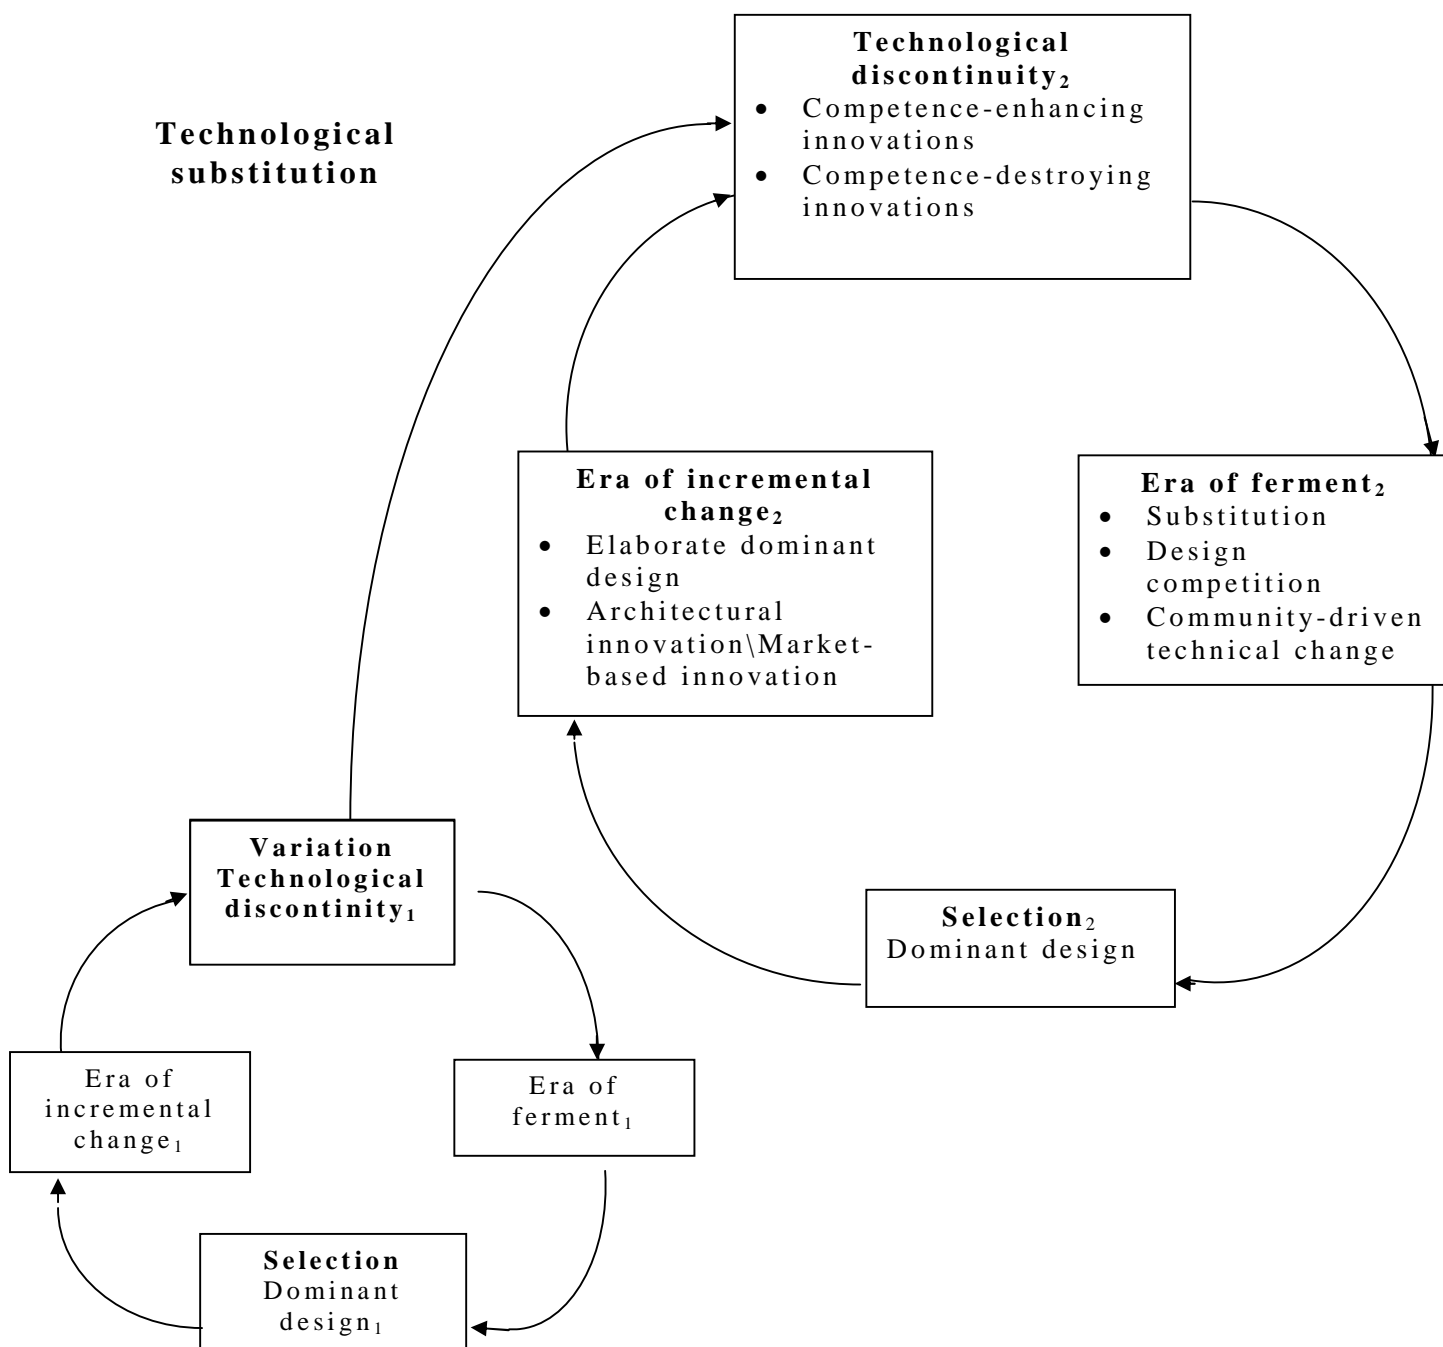 Technological
discontinuity₂
• Competence-enhancing
innovations
• Competence-destroying
innovations
Technological
substitution
Era of incremental
change₂
• Elaborate dominant
design
• Architectural
innovation\Market-
based innovation
Era of ferment₂
• Substitution
• Design
competition
• Community-driven
technical change
Variation
Technological
discontinity₁
Selection₂
Dominant design
Era of
incremental
change₁
Era of
ferment₁
Selection
Dominant
design₁